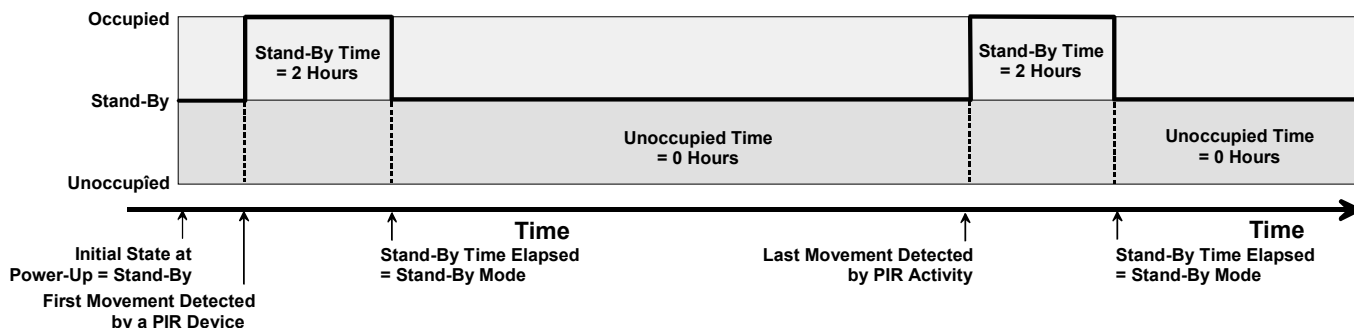 Occupied
Stand-By Time
= 2 Hours
Stand-By Time
= 2 Hours
Stand-By
Unoccupied Time
= 0 Hours
Unoccupied Time
= 0 Hours
Unoccupîed
Time
Time
Initial State at
Power-Up = Stand-By
First Movement Detected
by a PIR Device
Stand-By Time Elapsed
= Stand-By Mode
Last Movement Detected
by PIR Activity
Stand-By Time Elapsed
= Stand-By Mode